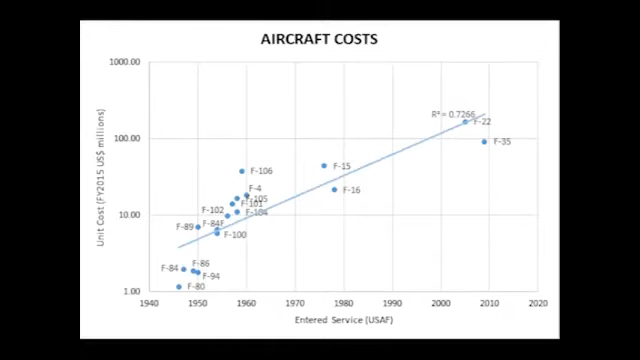 AIRCRAFT COSTS
Unit Cost (FY2015 US$ millions)
1000.00
100.00
10.00
1.00
R² = 0.7266
F-22
F-35
F-106
F-15
F-4
F-105
F-16
F-101
F-102
F-104
F-84F
F-89
F-100
F-86
F-84
F-94
F-80
1940
1950
1960
1970
1980
1990
2000
2010
2020
Entered Service (USAF)